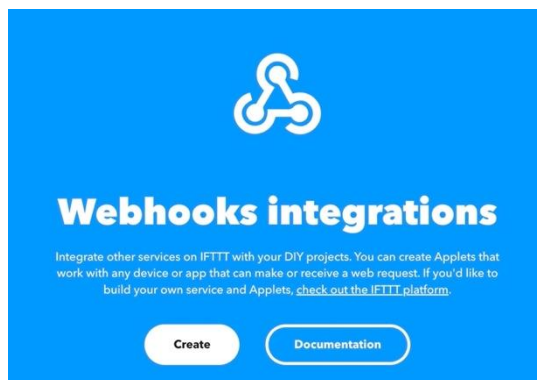 Webhooks integrations
Integrate other services on IFTTT with your DIY projects. You can create Applets that
work with any device or app that can make or receive a web request. If you'd like to
build your own service and Applets, check out the IFTTT platform.
Create
Documentation